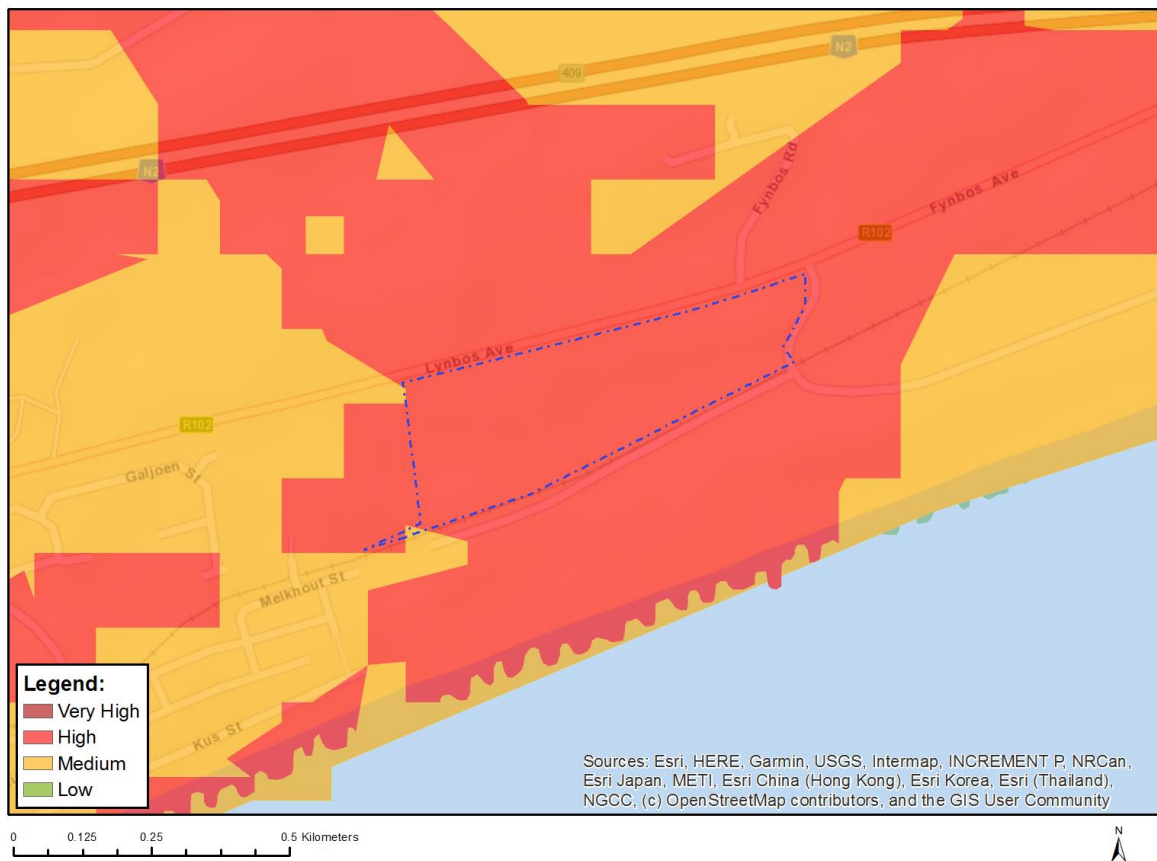 409
N2
N2
Fynbos Rd
Fynbos Ave
R102
Lynbos Ave
R102
Galjoen St
Melkhout St
Kus St
Legend:
Very High
High
Medium
Low
Sources: Esri, HERE, Garmin, USGS, Intermap, INCREMENT P, NRCan,
Esri Japan, METI, Esri China (Hong Kong), Esri Korea, Esri (Thailand),
NGCC, (c) OpenStreetMap contributors, and the GIS User Community
0 0.125 0.25 0.5 Kilometers
N